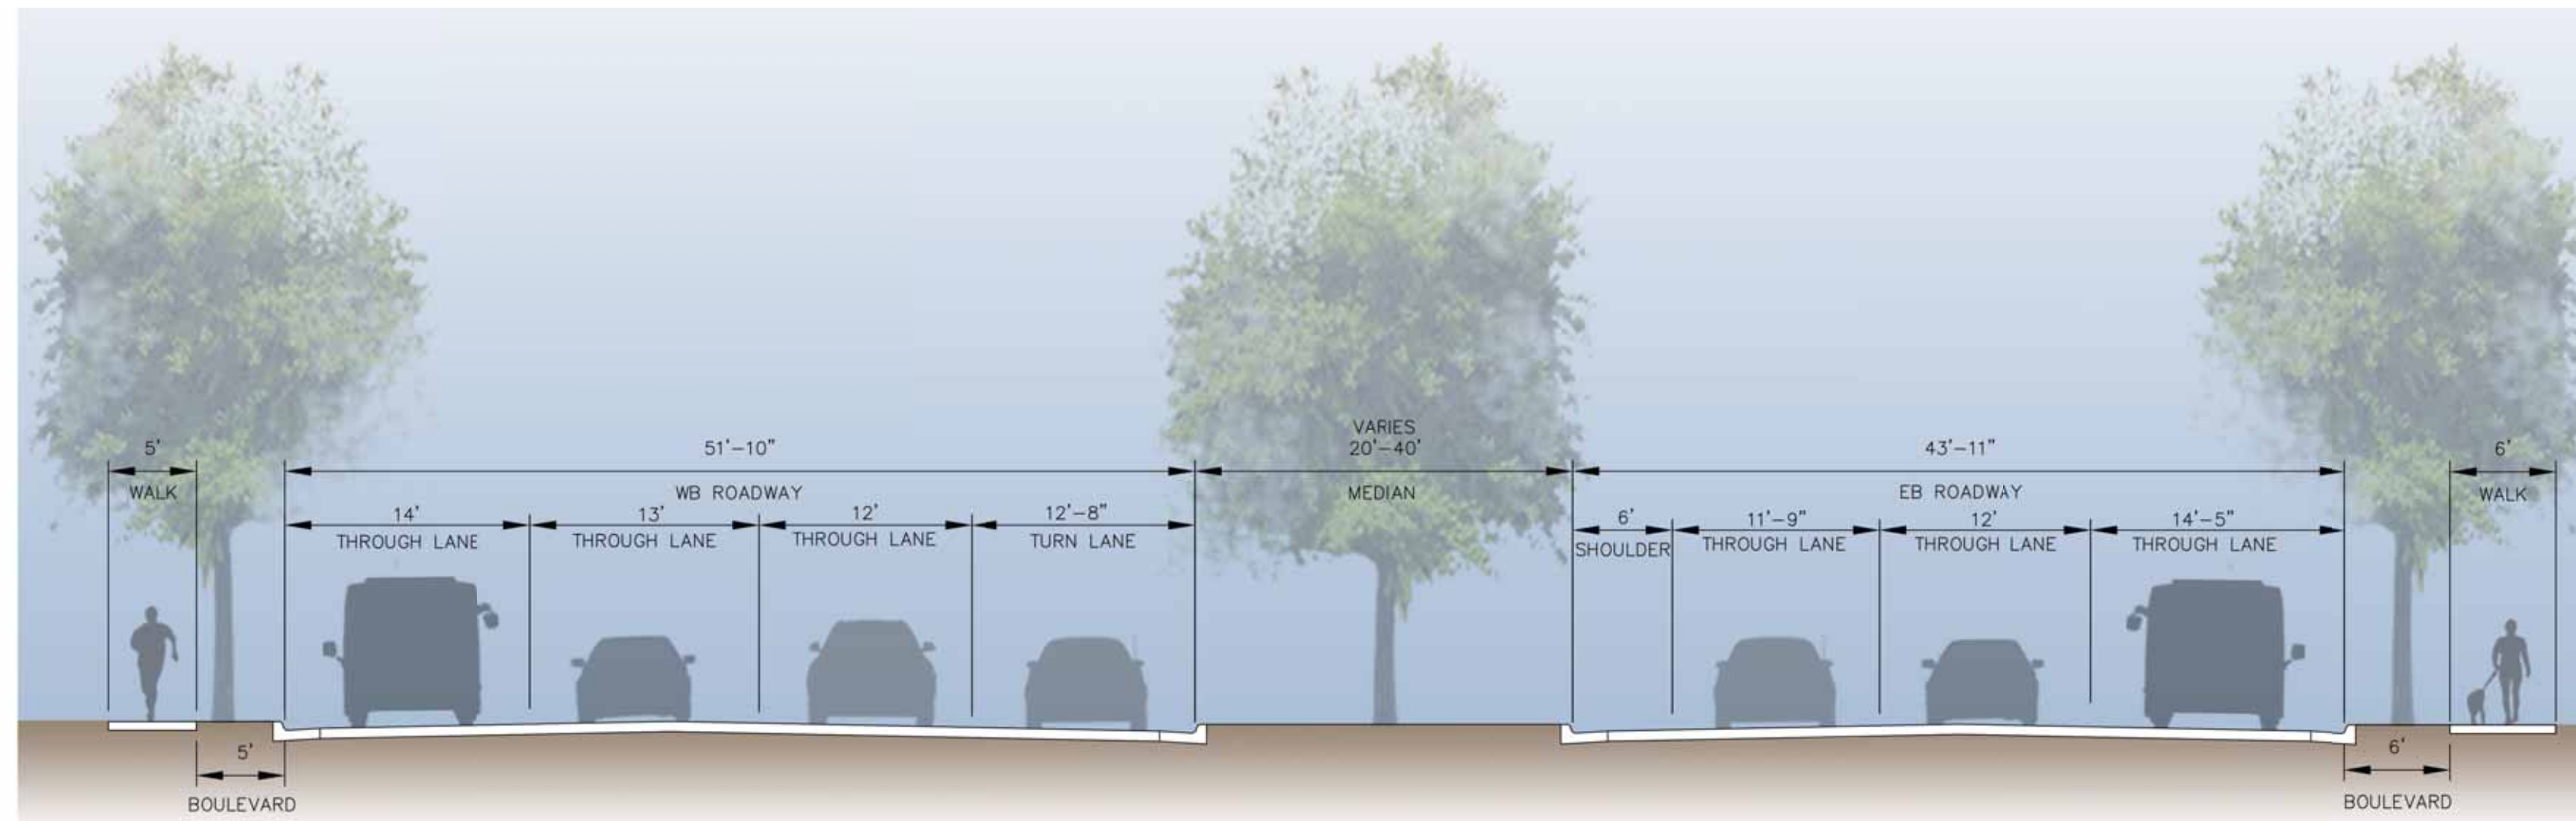 5'
WALK
51'-10"
WB ROADWAY
14'
THROUGH LANE
13'
THROUGH LANE
12'
THROUGH LANE
12'-8"
TURN LANE
VARIES
20'-40'
MEDIAN
43'-11"
EB ROADWAY
6'
SHOULDER
11'-9"
THROUGH LANE
12'
THROUGH LANE
14'-5"
THROUGH LANE
6'
WALK
5'
BOULEVARD
6'
BOULEVARD